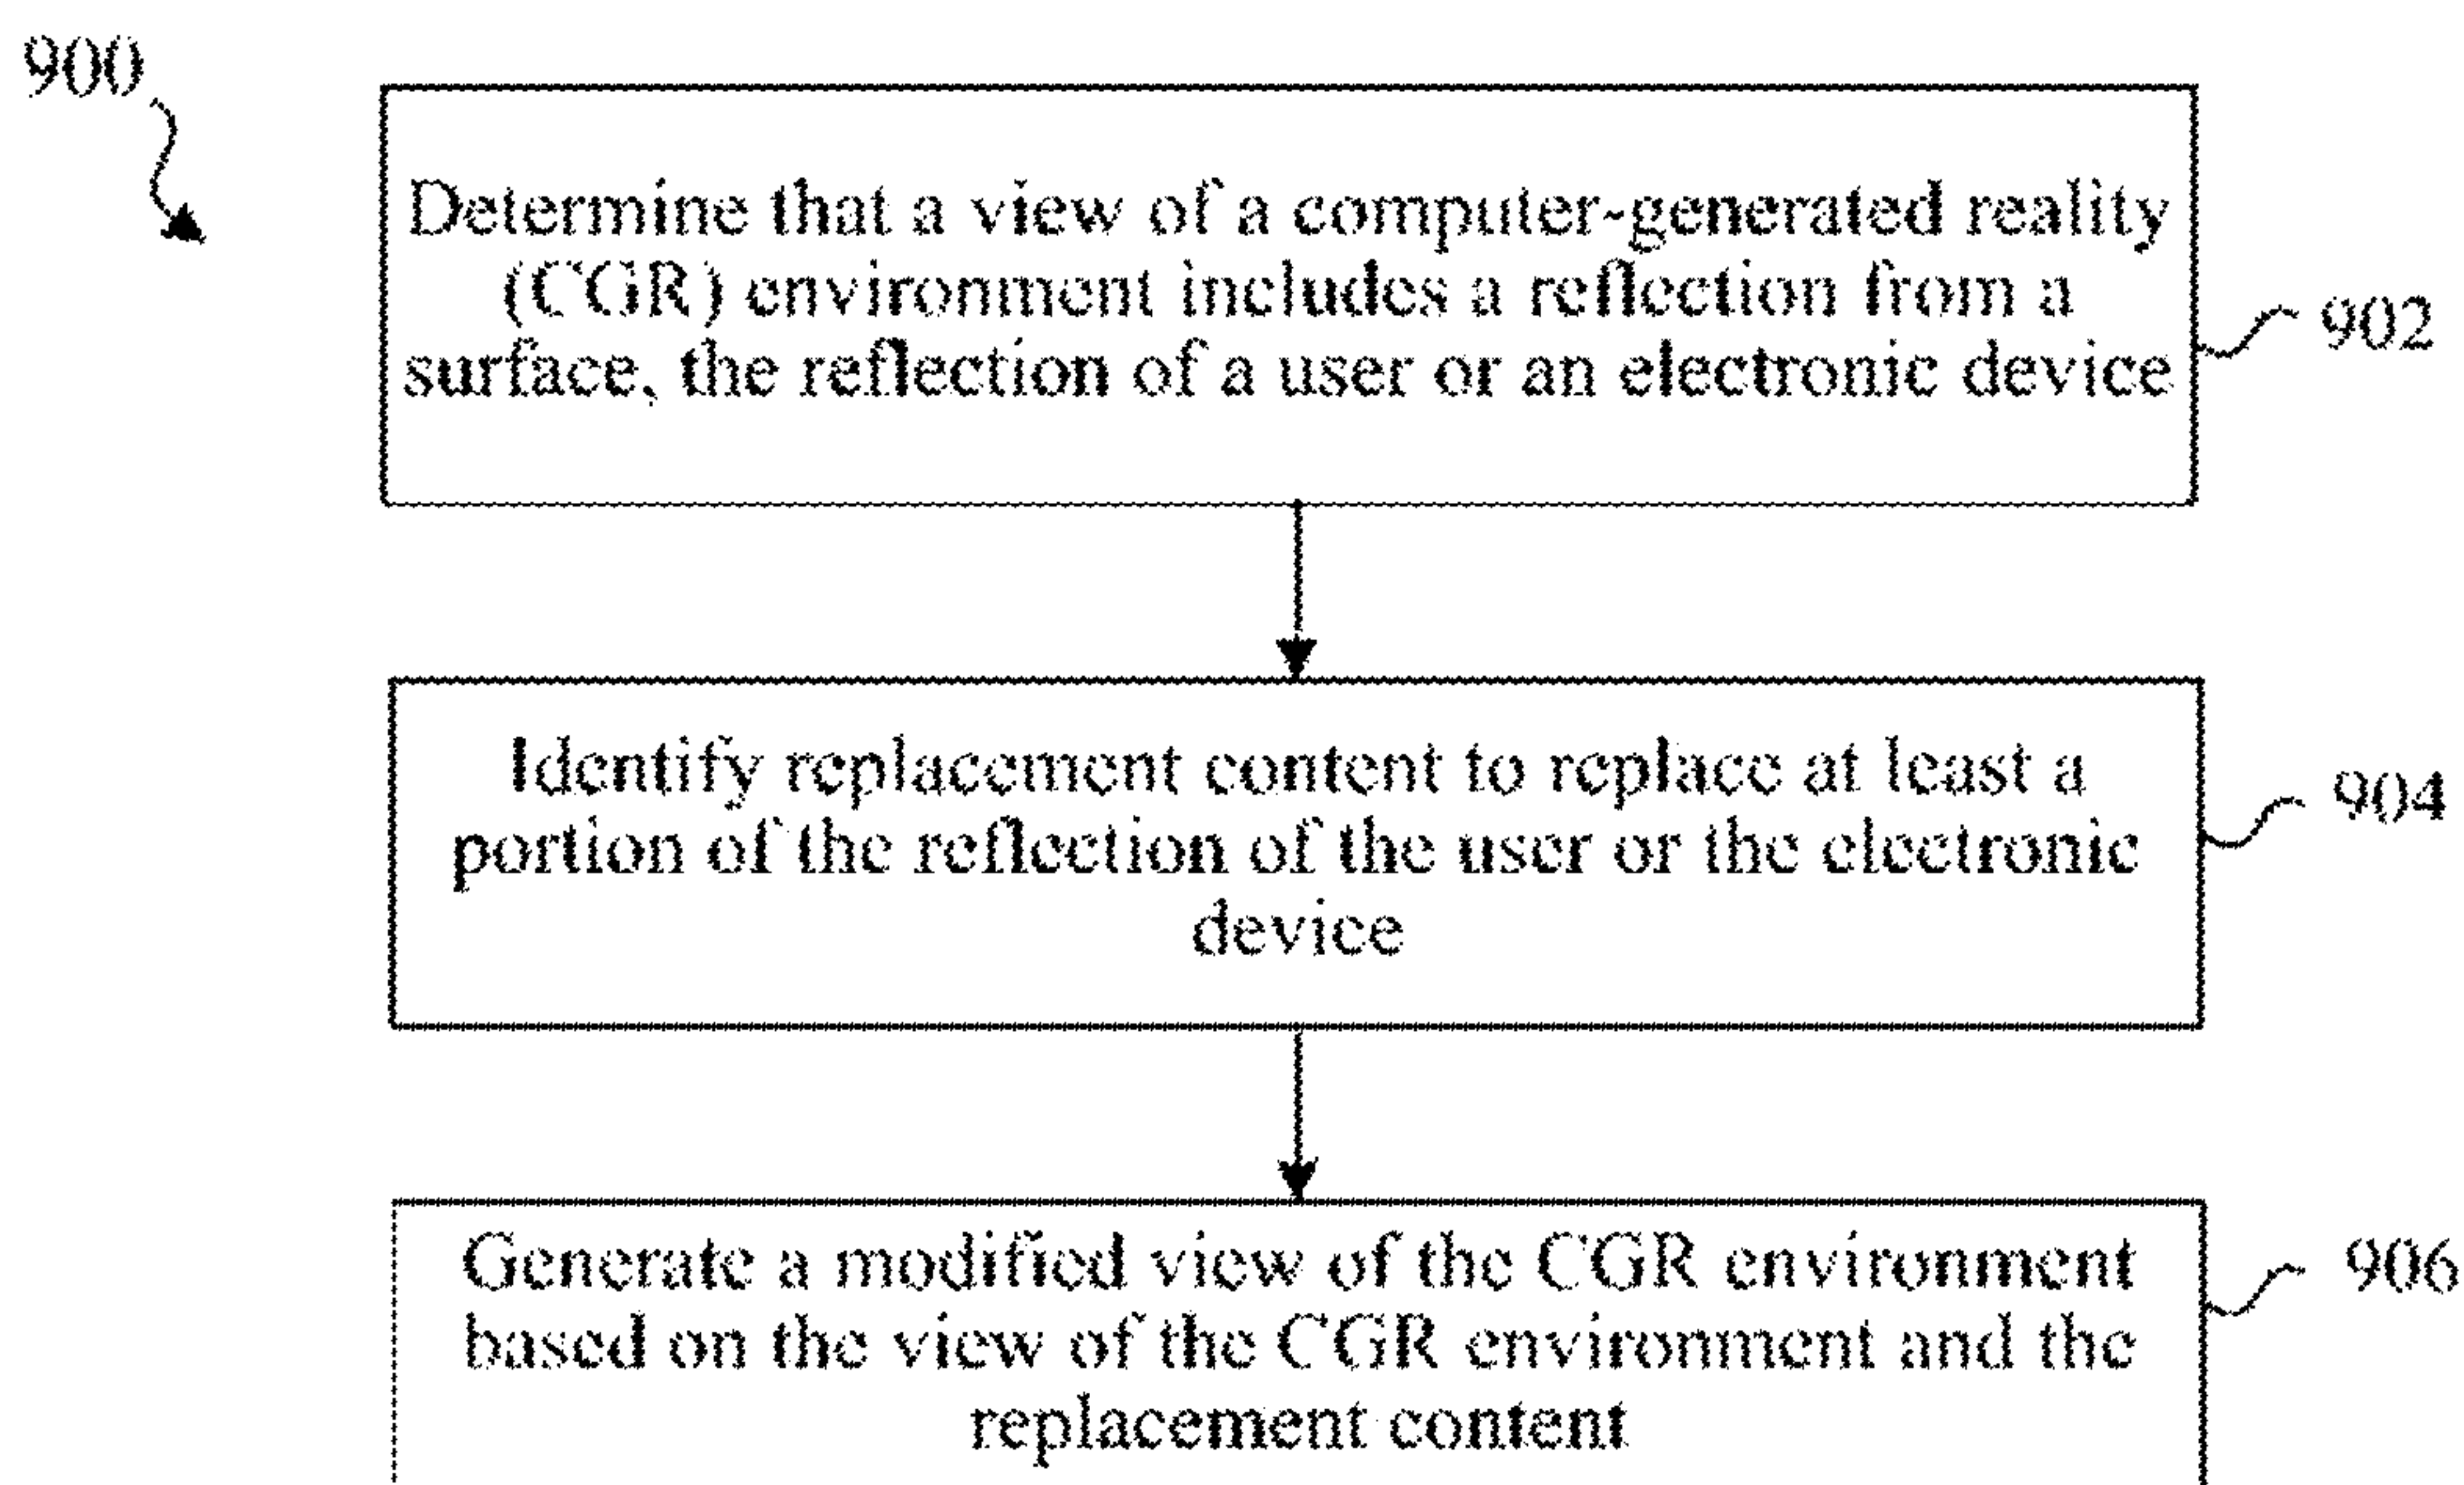 900
Determine that a view of a computer-generated reality
(CGR) environment includes a reflection from a
surface, the reflection of a user or an electronic device
902
Identify replacement content to replace at least a
portion of the reflection of the user or the electronic
device
904
Generate a modified view of the CGR environment
based on the view of the CGR environment and the
replacement content
906